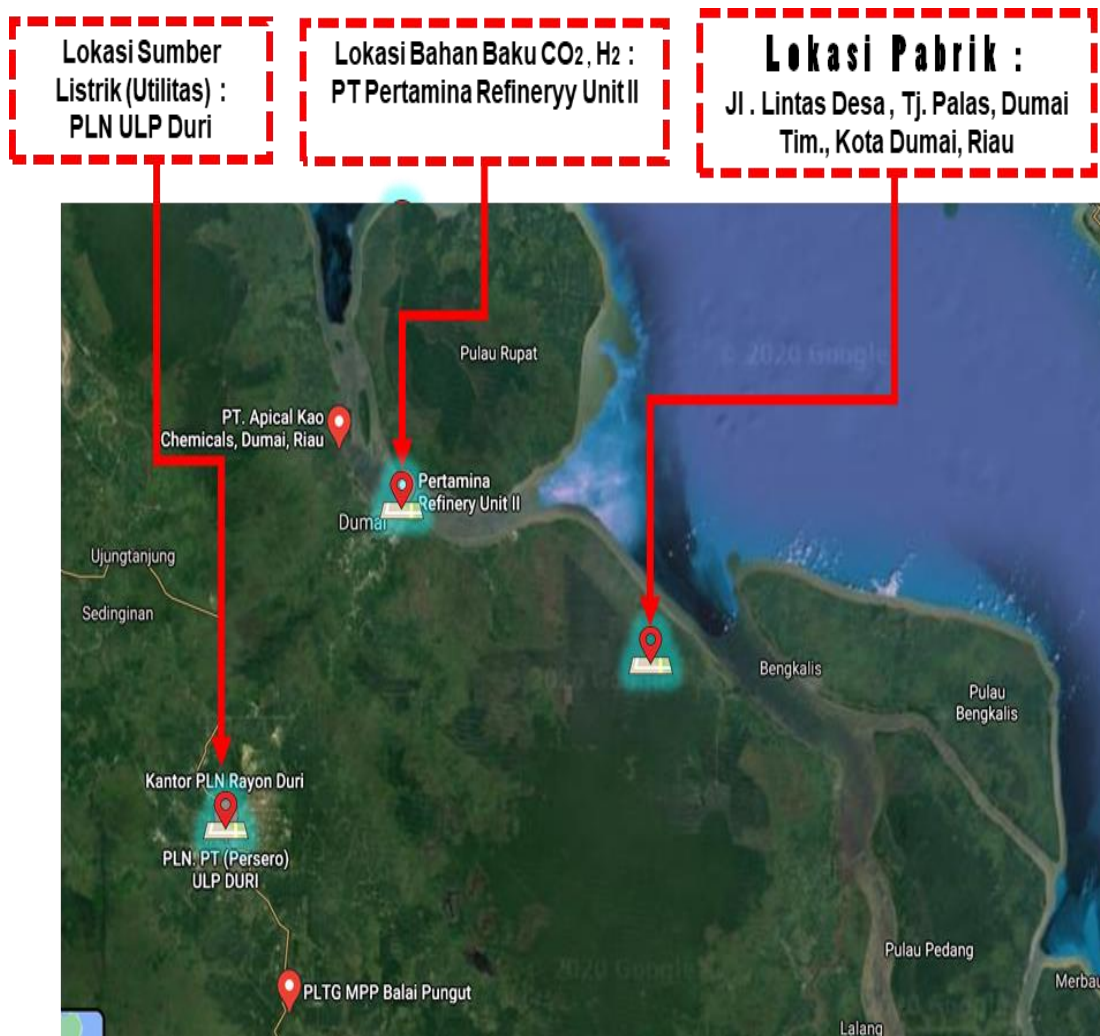 Lokasi Sumber
Listrik (Utilitas) :
PLN ULP Duri
Lokasi Bahan Baku CO2, H2 :
PT Pertamina Refineryy Unit II
Lokasi Pabrik :
Jl . Lintas Desa , Tj. Palas, Dumai
Tim., Kota Dumai, Riau
© 2020 Google
Pulau Rupat
PT. Apical Kao
Chemicals, Dumai, Riau
Pertamina
Refinery Unit II
Dumai
Ujungtanjung
Sedinginan
Bengkalis
Pulau
Bengkalis
Kantor PLN Rayon Duri
PLN. PT (Persero)
ULP DURI
Pulau Pedang
PLTG MPP Balai Pungut
2020 Google
Merbau
Lalang